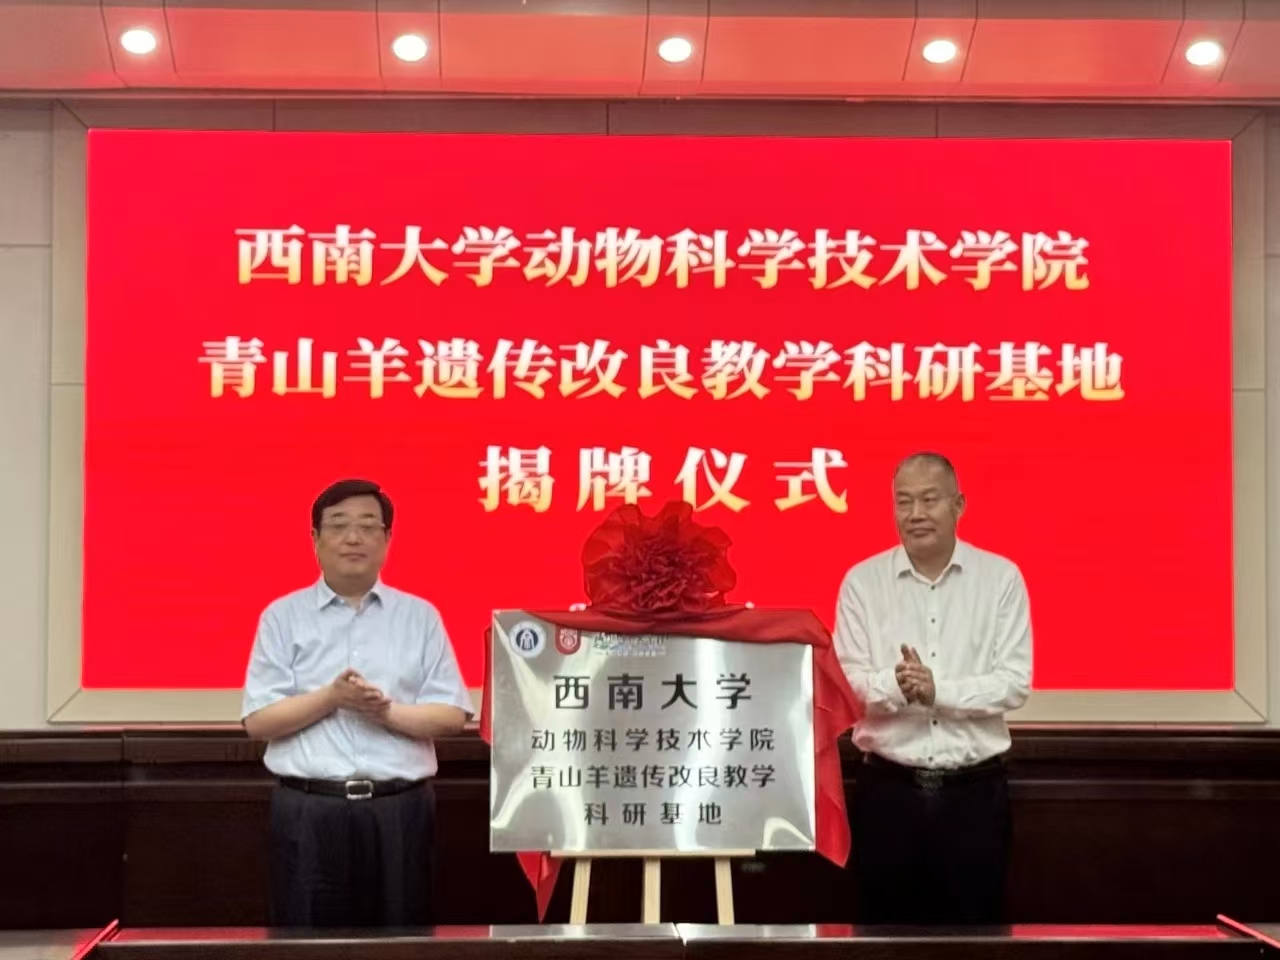 西南大学动物科学技术学院
青山羊遗传改良教学科研基地
揭牌仪式
西南大学
动物科学技术学院
青山羊遗传改良教学
科研基地